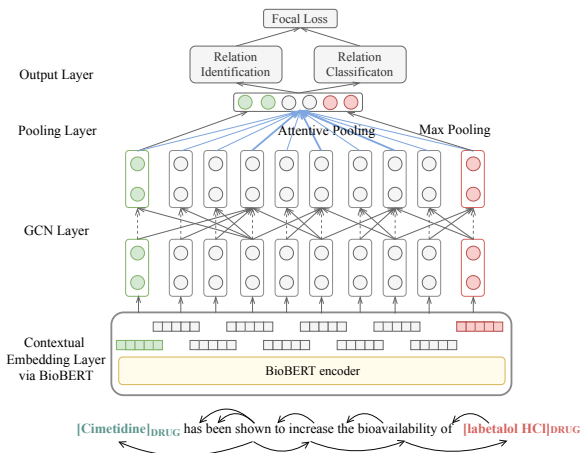 Focal Loss
Relation
Identification
Relation
Classificaton
Output Layer
Pooling Layer
Attentive Pooling
Max Pooling
GCN Layer
Contextual
Embedding Layer
via BioBERT
BioBERT encoder
[Cimetidine]DRUG has been shown to increase the bioavailability of [labetalol HCl]DRUG